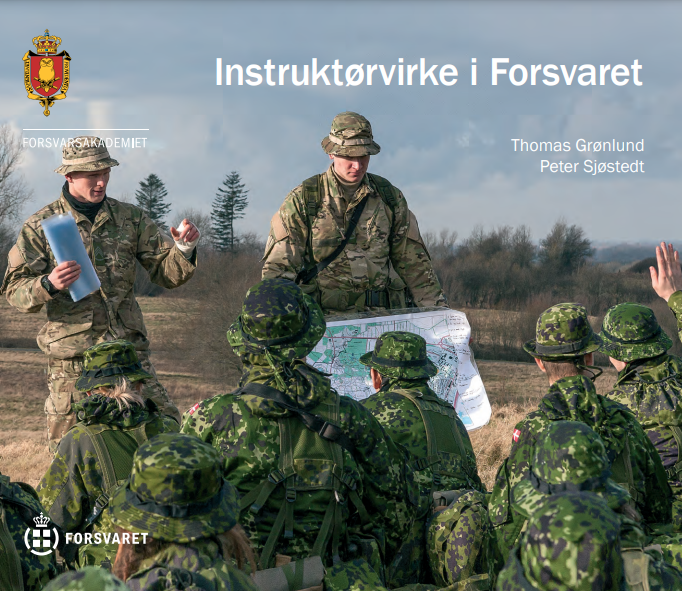 Instruktørvirke i Forsvaret
FORSVARSAKADEMIET
Thomas Grønlund
Peter Sjøstedt
FORSVARET